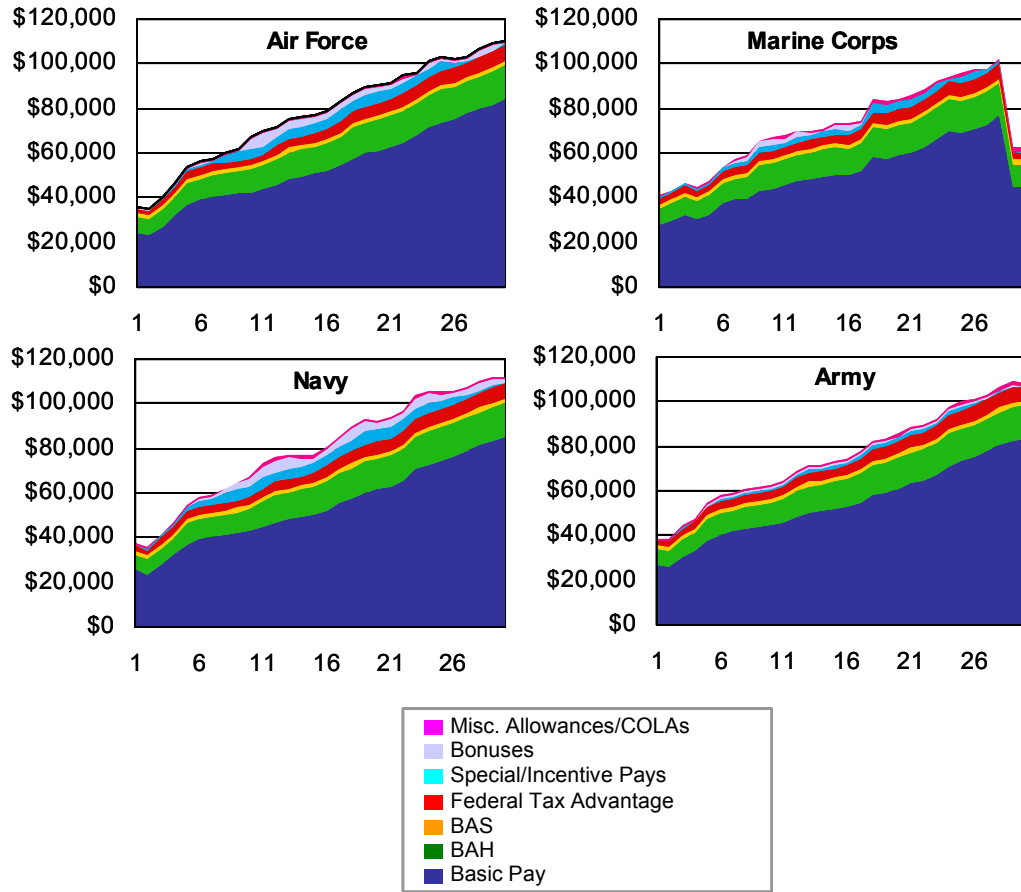 Air Force
$120,000
$100,000
$80,000
$60,000
$40,000
$20,000
$0
1 6 11 16 21 26
Marine Corps
$120,000
$100,000
$80,000
$60,000
$40,000
$20,000
$0
1 6 11 16 21 26
Navy
$120,000
$100,000
$80,000
$60,000
$40,000
$20,000
$0
1 6 11 16 21 26
Army
$120,000
$100,000
$80,000
$60,000
$40,000
$20,000
$0
1 6 11 16 21 26
Misc. Allowances/COLAs
Bonuses
Special/Incentive Pays
Federal Tax Advantage
BAS
BAH
Basic Pay